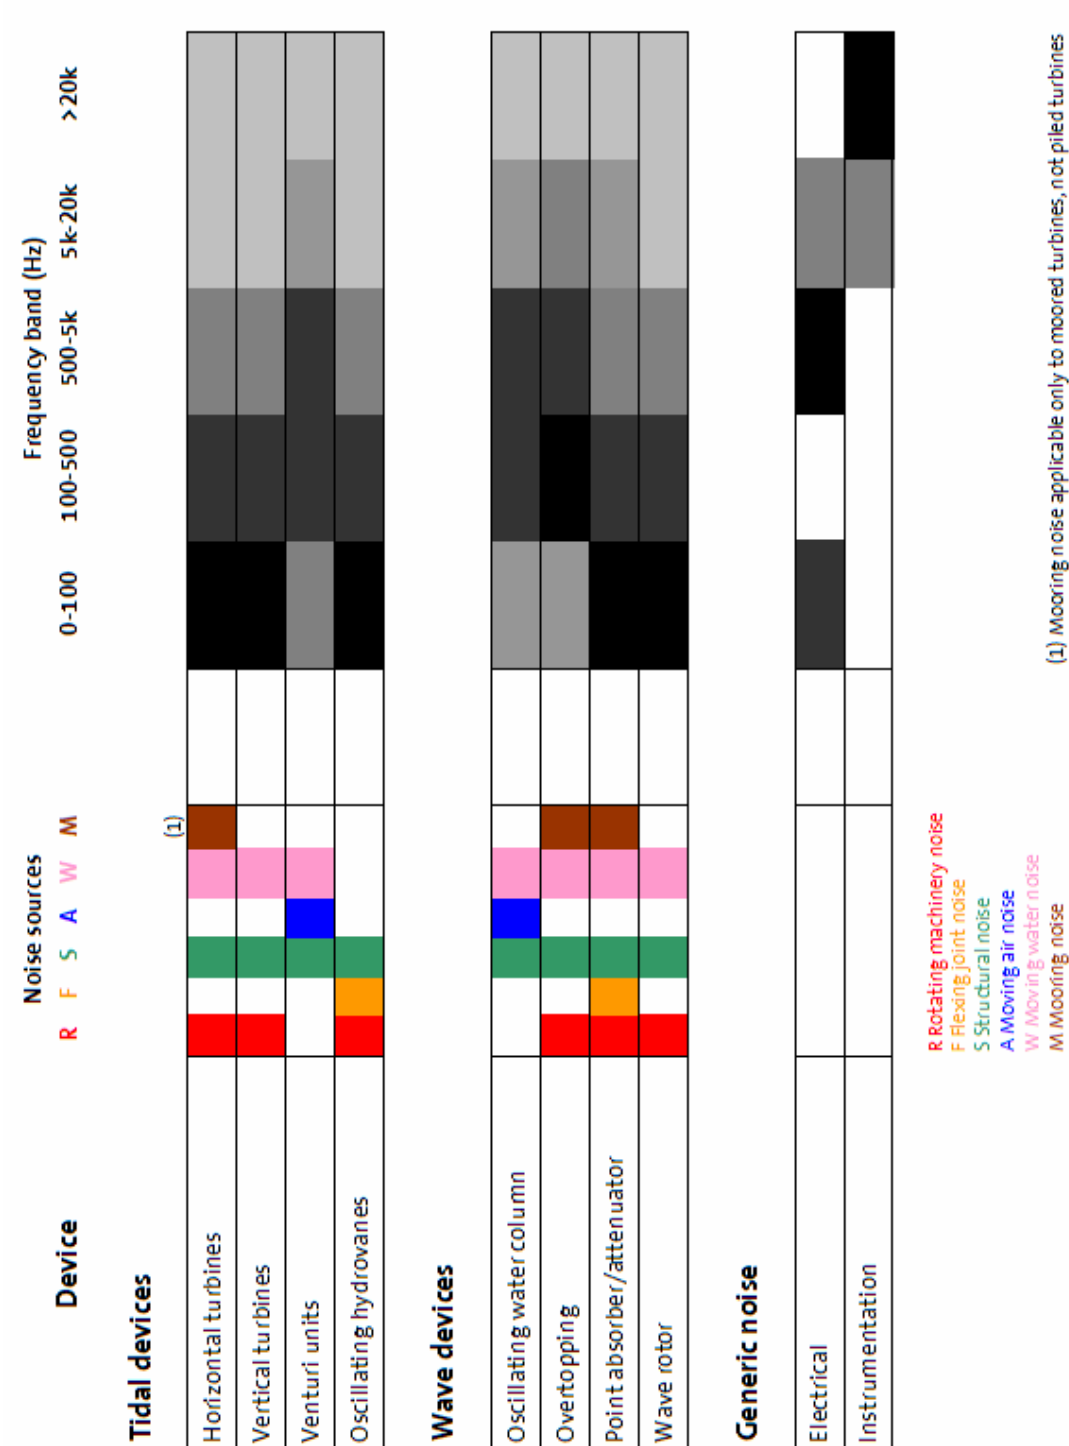 Noise sources
Frequency band (Hz)
Device
R F S A W M
0-100 100-500 500-5k 5k-20k >20k
Tidal devices
(1)
Horizontal turbines
Vertical turbines
Venturi units
Oscillating hydrovanes
Wave devices
Oscillating water column
Overtopping
Point absorber/attenuator
Wave rotor
Generic noise
Electrical
Instrumentation
R Rotating machinery noise
F Flexing joint noise
S Structural noise
A Moving air noise
W Moving water noise
M Mooring noise
(1) Mooring noise applicable only to moored turbines, not piled turbines